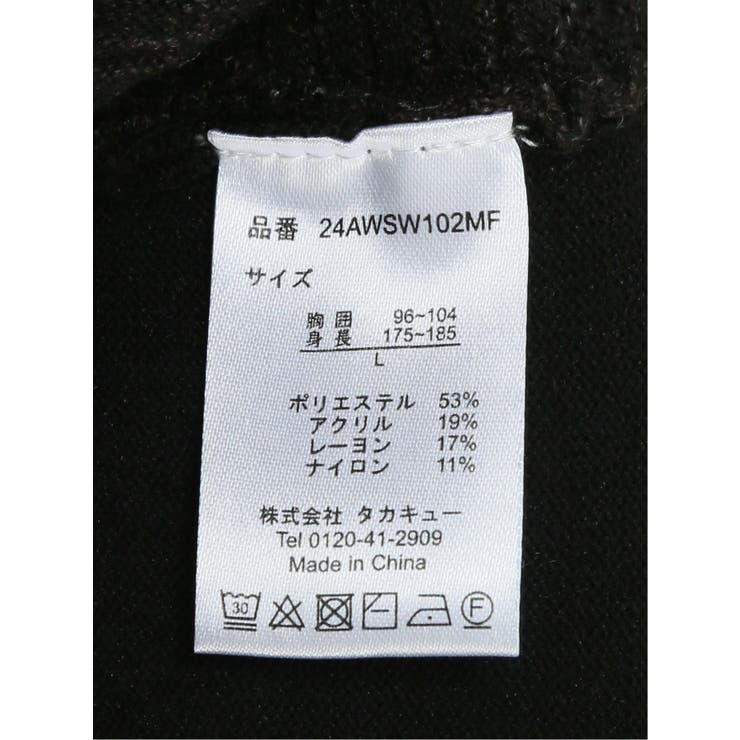 品番 24AWSW102MF
サイズ
胸囲 96~104
身長 175~185
L
ポリエステル 53%
アクリル 19%
レーヨン 17%
ナイロン 11%
株式会社 タカキュー
Tel 0120-41-2909
Made in China
30 F